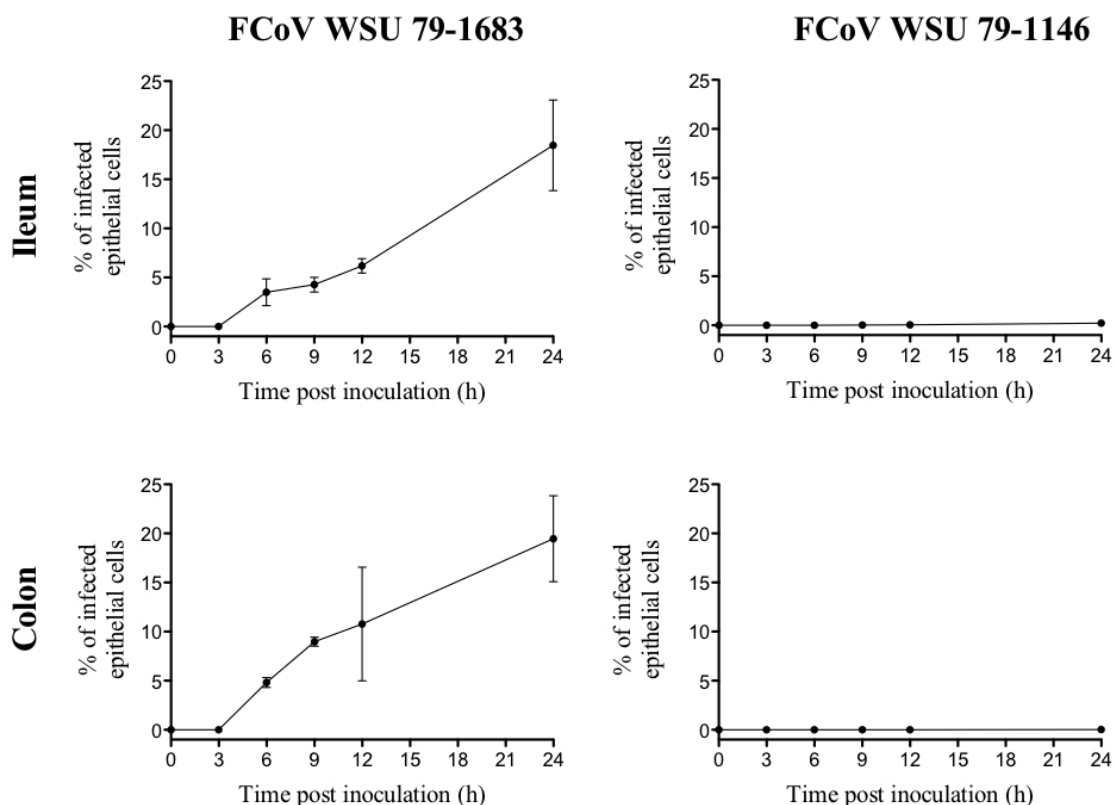 FCoV WSU 79-1683
FCoV WSU 79-1146
Ileum
% of infected
epithelial cells
25
20
15
10
5
0
0 3 6 9 12 15 18 21 24
Time post inoculation (h)
% of infected
epithelial cells
25
20
15
10
5
0
0 3 6 9 12 15 18 21 24
Time post inoculation (h)
Colon
% of infected
epithelial cells
25
20
15
10
5
0
0 3 6 9 12 15 18 21 24
Time post inoculation (h)
% of infected
epithelial cells
25
20
15
10
5
0
0 3 6 9 12 15 18 21 24
Time post inoculation (h)